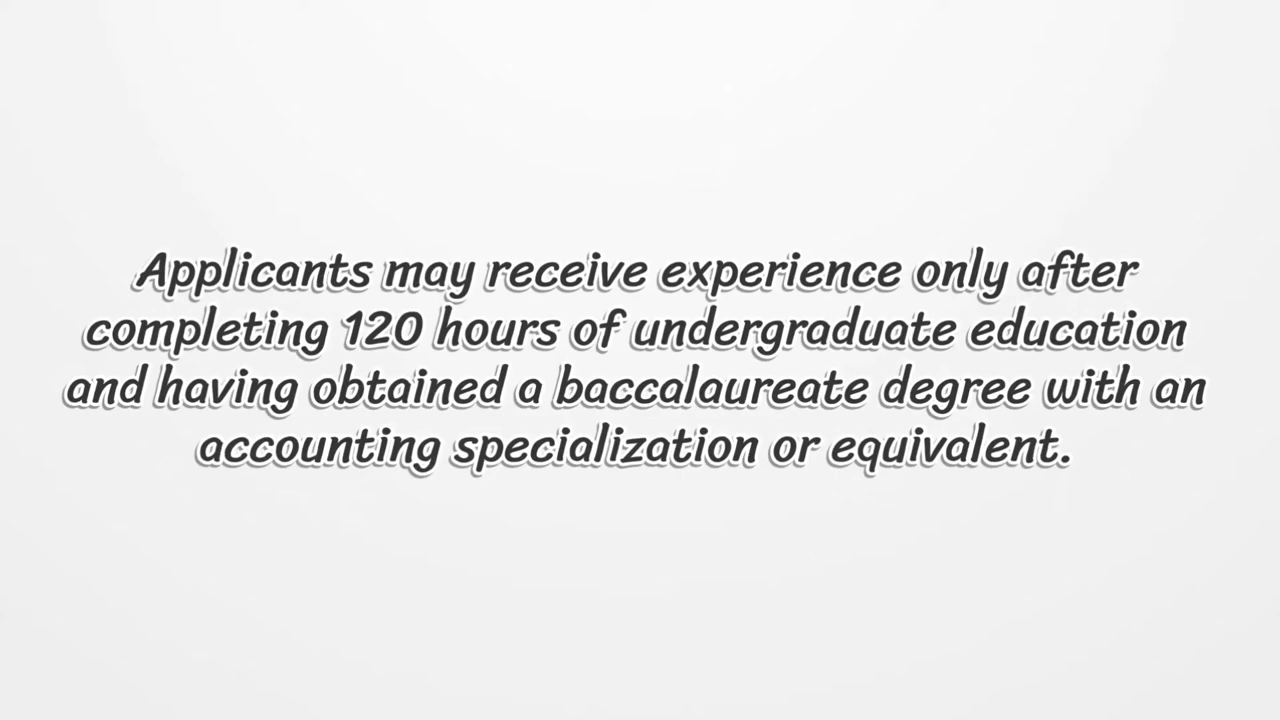 Applicants may receive experience only after
completing 120 hours of undergraduate education
and having obtained a baccalaureate degree with an
accounting specialization or equivalent.